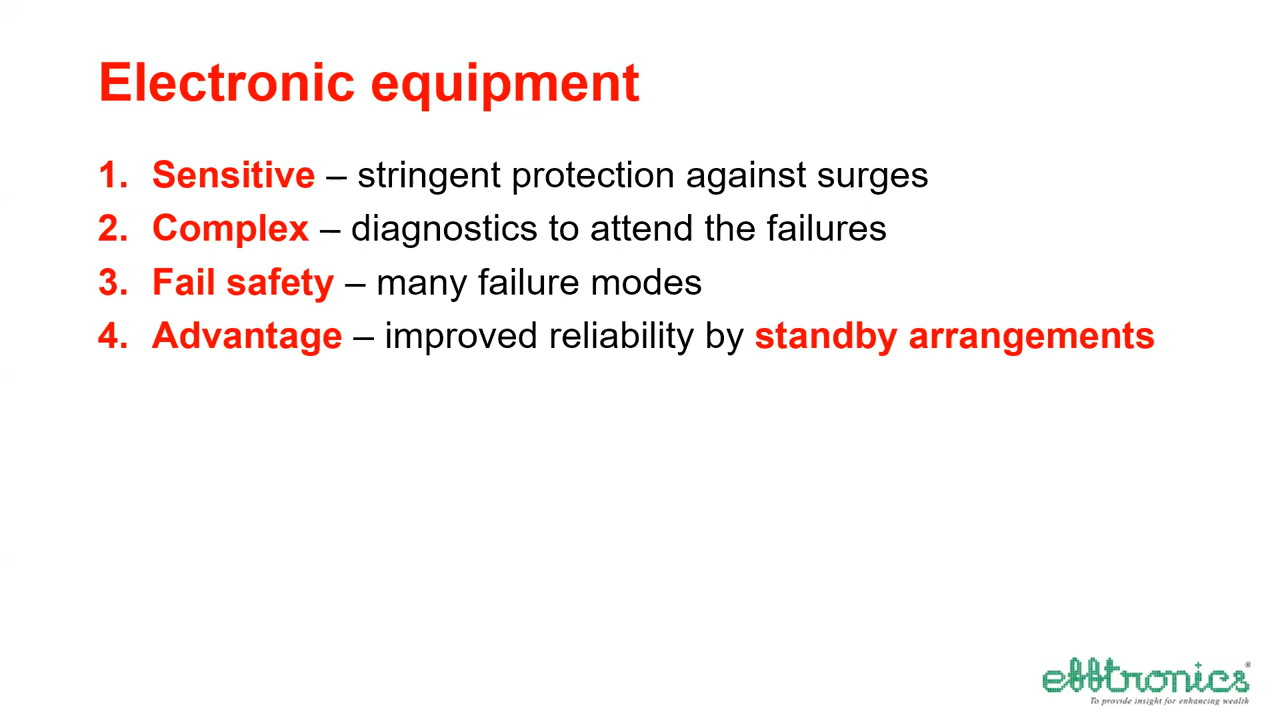 Electronic equipment
1. Sensitive – stringent protection against surges
2. Complex – diagnostics to attend the failures
3. Fail safety – many failure modes
4. Advantage – improved reliability by standby arrangements
efftronics®
To provide insight for enhancing wealth